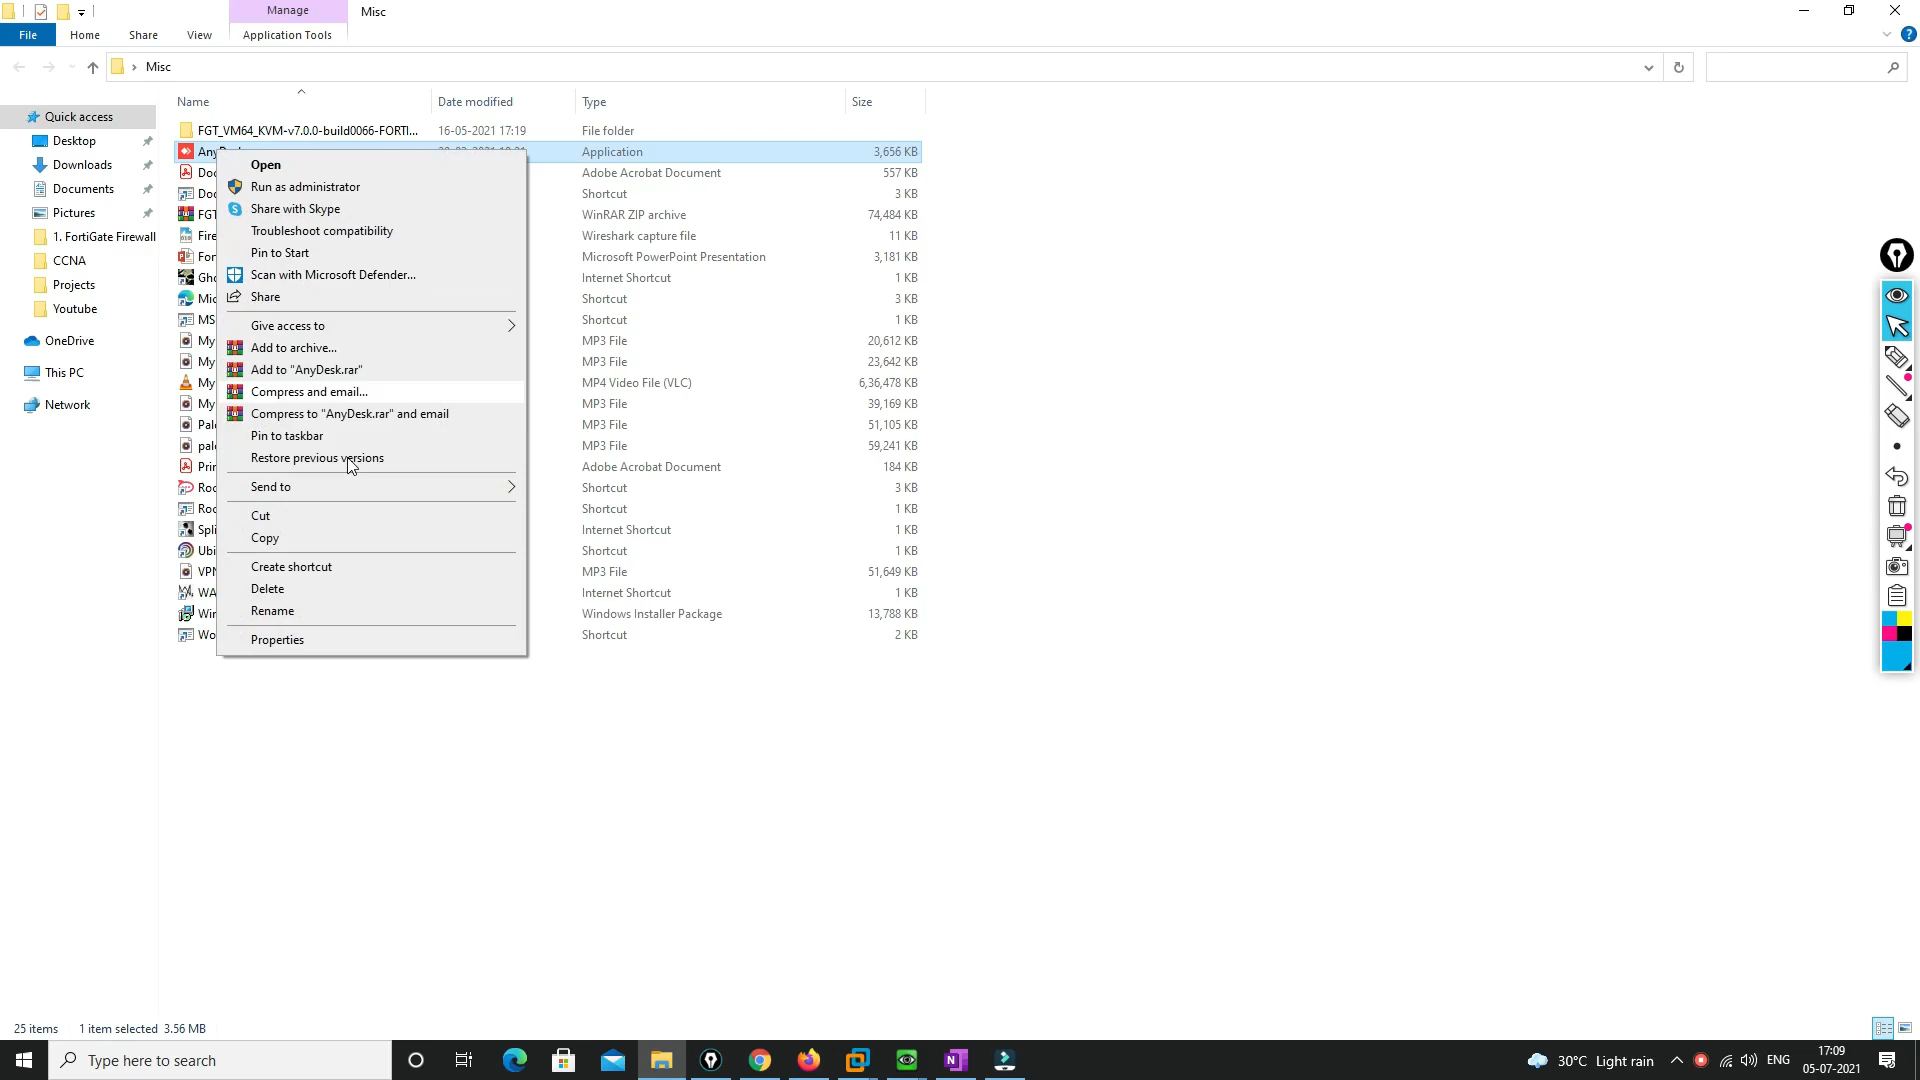 Manage
Misc
File
Home
Share
View
Application Tools
Misc
Name
Date modified
Type
Size
Quick access
Desktop
Downloads
Documents
Pictures
1. FortiGate Firewall
CCNA
Projects
Youtube
OneDrive
This PC
Network
FGT_VM64_KVM-v7.0.0-build0066-FORTI... 16-05-2021 17:19 File folder
Application 3,656 KB
Adobe Acrobat Document 557 KB
Shortcut 3 KB
FGT WinRAR ZIP archive 74,484 KB
Wireshark capture file 11 KB
Microsoft PowerPoint Presentation 3,181 KB
Internet Shortcut 1 KB
Shortcut 3 KB
MS Shortcut 1 KB
My MP3 File 20,612 KB
My MP3 File 23,642 KB
My MP4 Video File (VLC) 6,36,478 KB
My MP3 File 39,169 KB
MP3 File 51,105 KB
MP3 File 59,241 KB
Adobe Acrobat Document 184 KB
Shortcut 3 KB
Shortcut 1 KB
Internet Shortcut 1 KB
Shortcut 1 KB
VPN MP3 File 51,649 KB
Internet Shortcut 1 KB
Windows Installer Package 13,788 KB
Shortcut 2 KB
Open
Run as administrator
Share with Skype
Troubleshoot compatibility
Pin to Start
Scan with Microsoft Defender...
Share
Give access to
Add to archive...
Add to "AnyDesk.rar"
Compress and email...
Compress to "AnyDesk.rar" and email
Pin to taskbar
Restore previous versions
Send to
Cut
Copy
Create shortcut
Delete
Rename
Properties
25 items 1 item selected 3.56 MB
Type here to search
30°C Light rain
ENG
17:09
05-07-2021